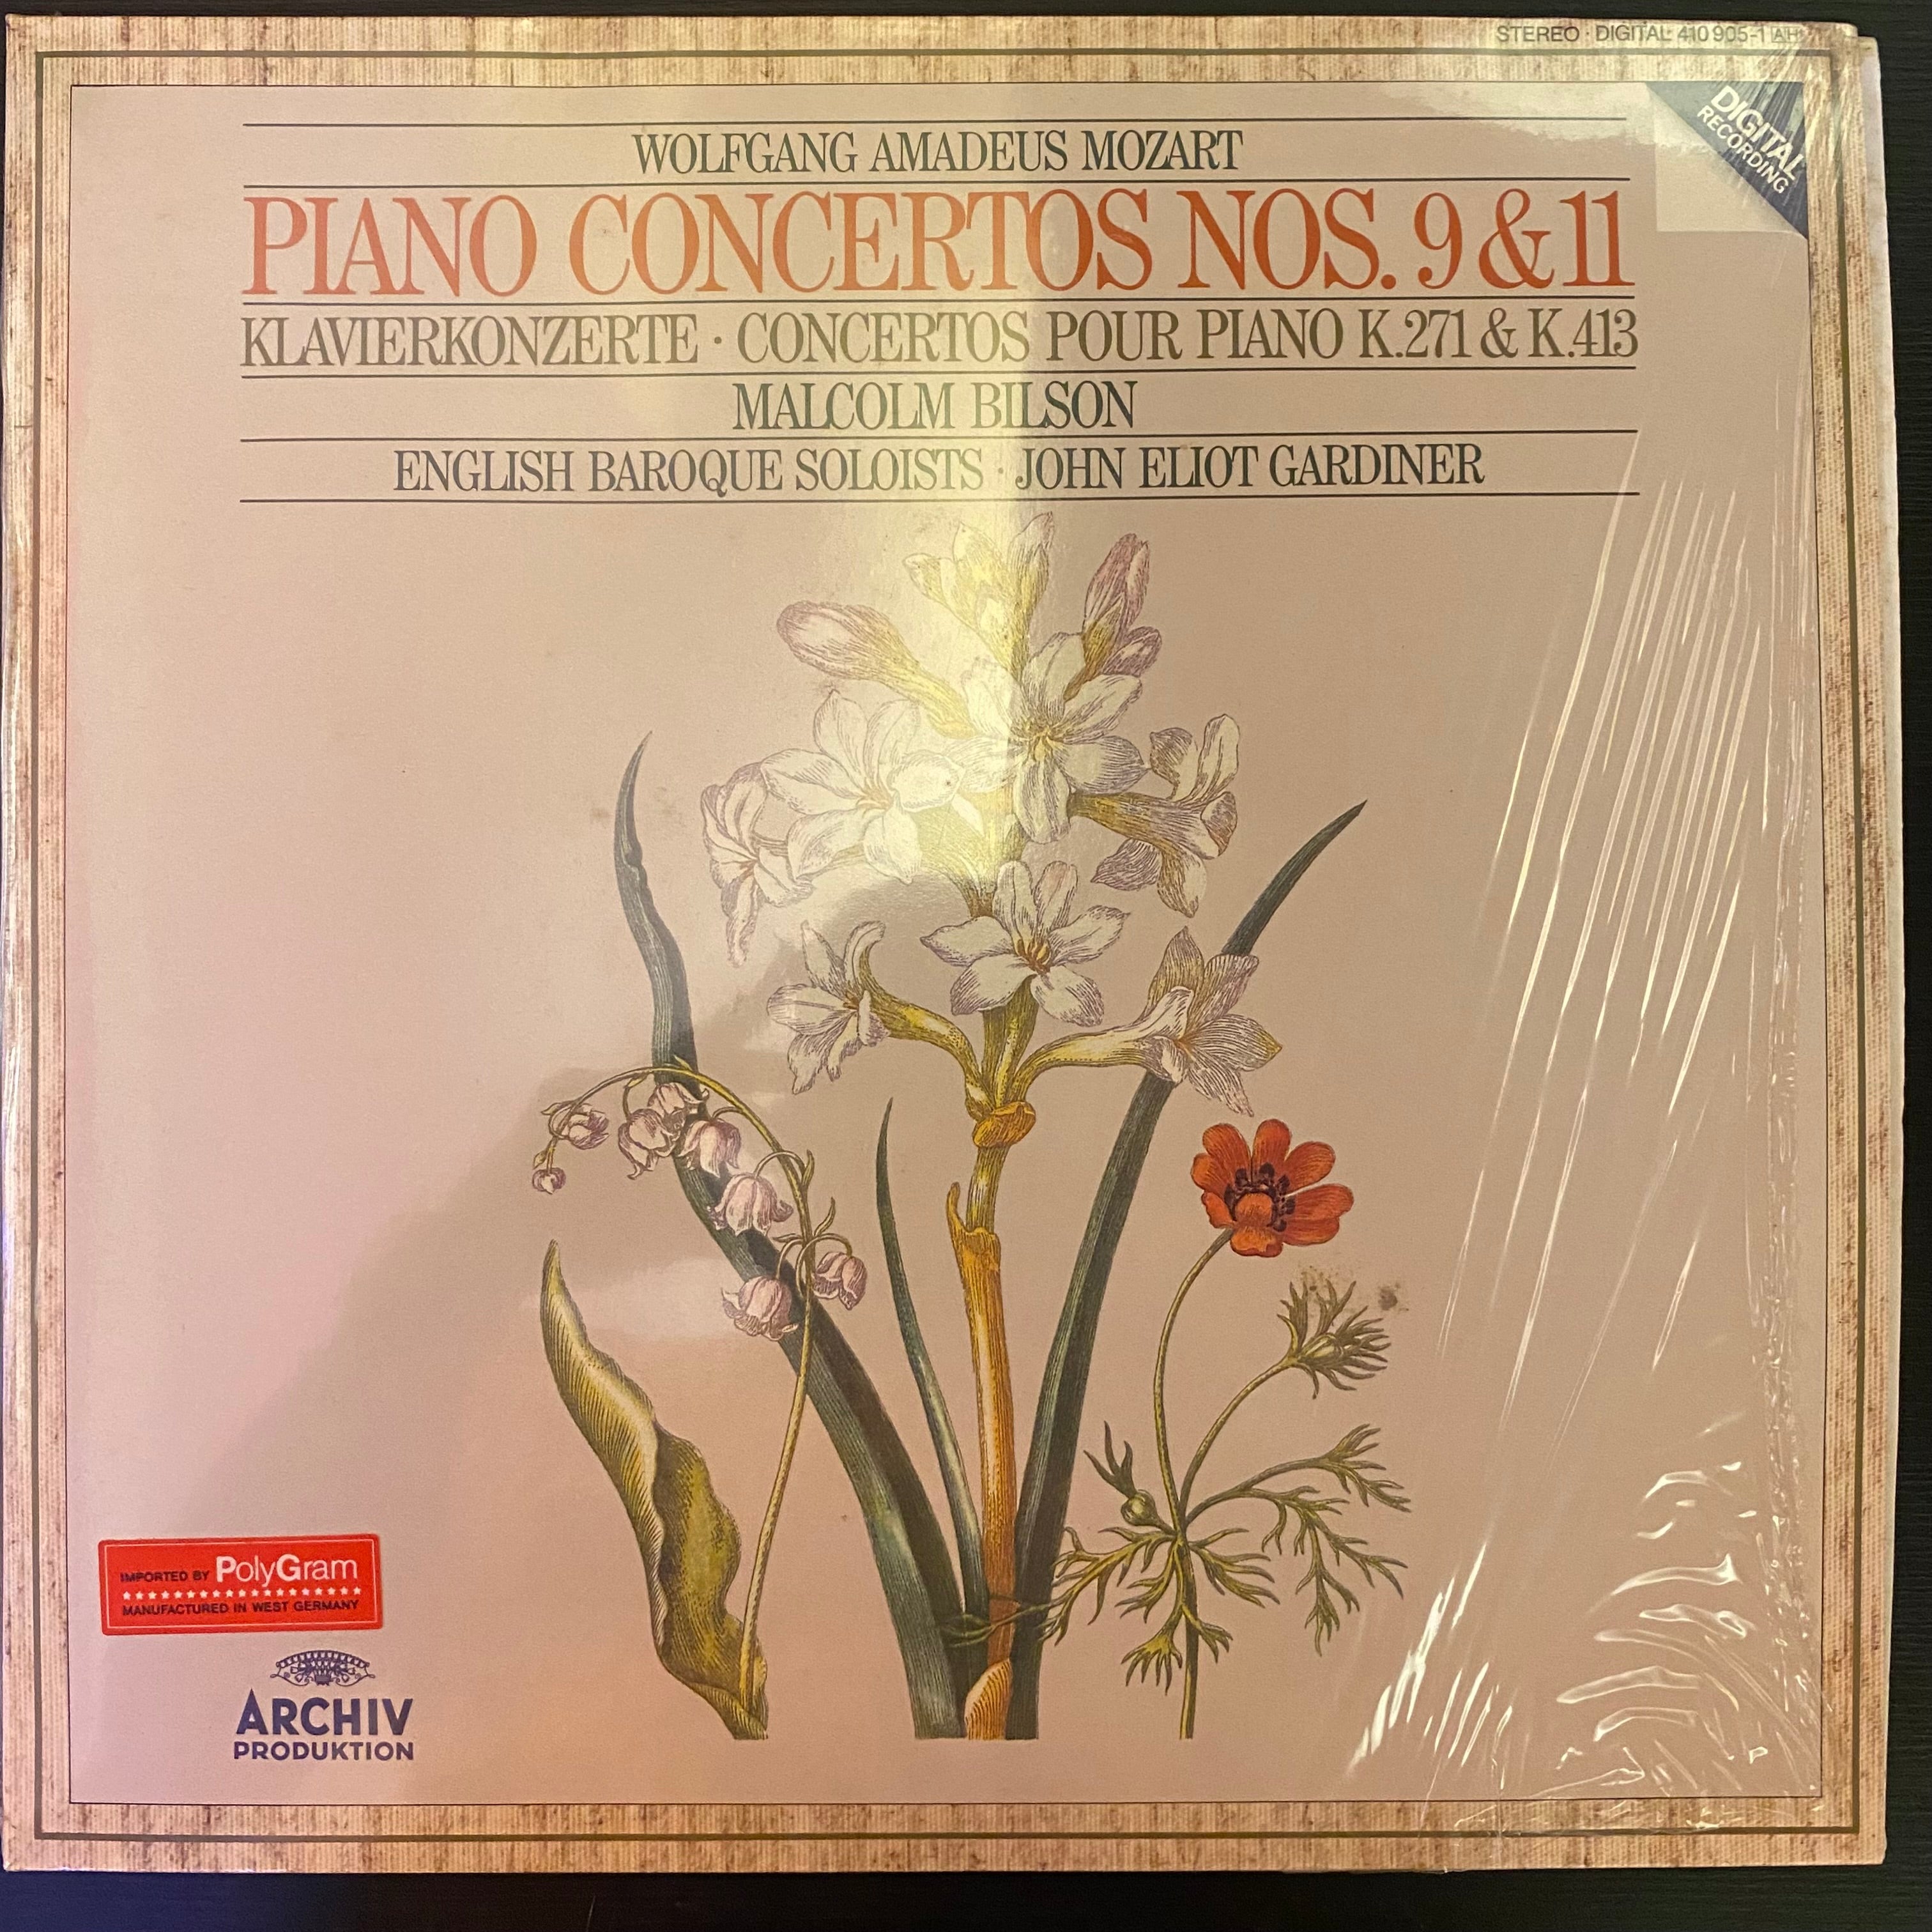 STEREO · DIGITAL 410 905-1 AH
DIGITAL
RECORDING
WOLFGANG AMADEUS MOZART
PIANO CONCERTOS NOS. 9 & 11
KLAVIERKONZERTE · CONCERTOS POUR PIANO K.271 & K.413
MALCOLM BILSON
ENGLISH BAROQUE SOLOISTS · JOHN ELIOT GARDINER
IMPORTED BY PolyGram
MANUFACTURED IN WEST GERMANY
ARCHIV
PRODUKTION